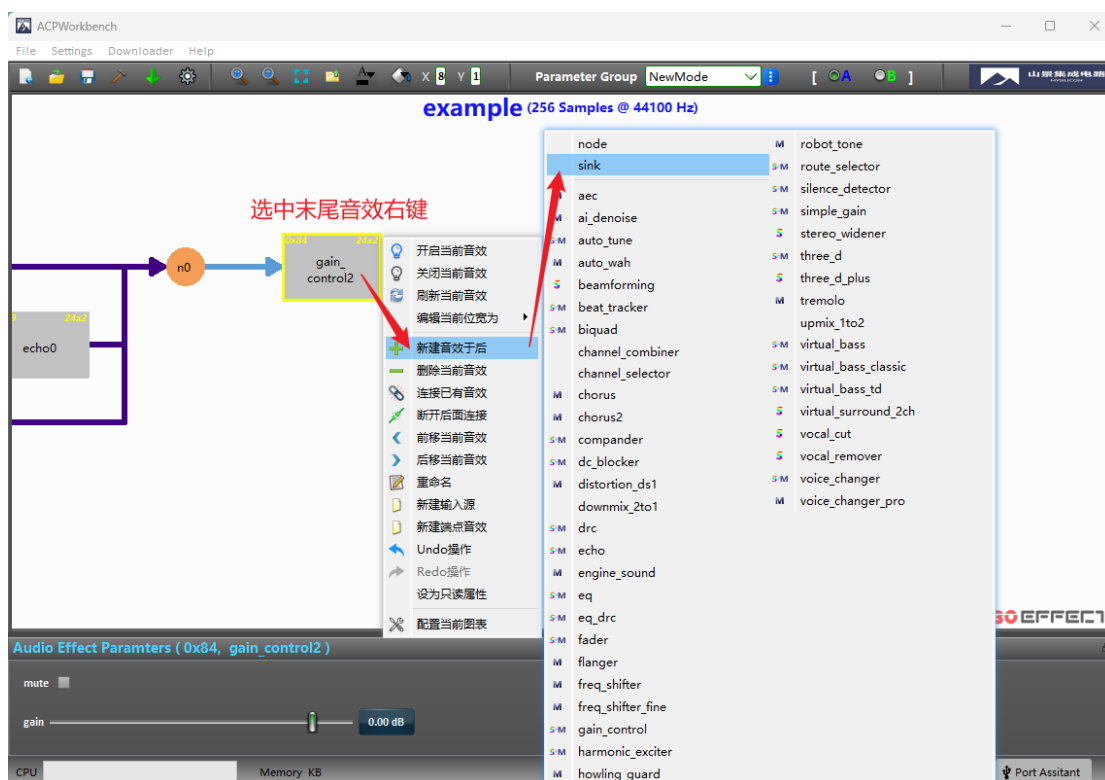 ACPWorkbench
File Settings Downloader Help
X 8 Y 1 Parameter Group NewMode [ A B ] 山景集成电路
MVSILICON
example (256 Samples @ 44100 Hz)
选中末尾音效右键
n0
0x84 24x2
gain_
control2
24x2
echo0
开启当前音效
关闭当前音效
刷新当前音效
编辑当前位宽为
新建音效于后
删除当前音效
连接已有音效
断开后面连接
前移当前音效
后移当前音效
重命名
新建输入源
新建端点音效
Undo操作
Redo操作
设为只读属性
配置当前图表
node
sink
aec
M ai_denoise
S·M auto_tune
M auto_wah
S beamforming
S·M beat_tracker
S·M biquad
channel_combiner
channel_selector
M chorus
M chorus2
S·M compander
S·M dc_blocker
M distortion_ds1
downmix_2to1
S·M drc
S·M echo
M engine_sound
S·M eq
S·M eq_drc
S·M fader
M flanger
M freq_shifter
M freq_shifter_fine
S·M gain_control
S·M harmonic_exciter
M howling_guard
M robot_tone
S·M route_selector
S·M silence_detector
S·M simple_gain
S stereo_widener
S·M three_d
S three_d_plus
M tremolo
upmix_1to2
S·M virtual_bass
S·M virtual_bass_classic
S·M virtual_bass_td
S virtual_surround_2ch
S vocal_cut
S vocal_remover
S·M voice_changer
M voice_changer_pro
EFFECT
Audio Effect Paramters ( 0x84, gain_control2 )
mute
gain 0.00 dB
CPU Memory KB Port Assitant